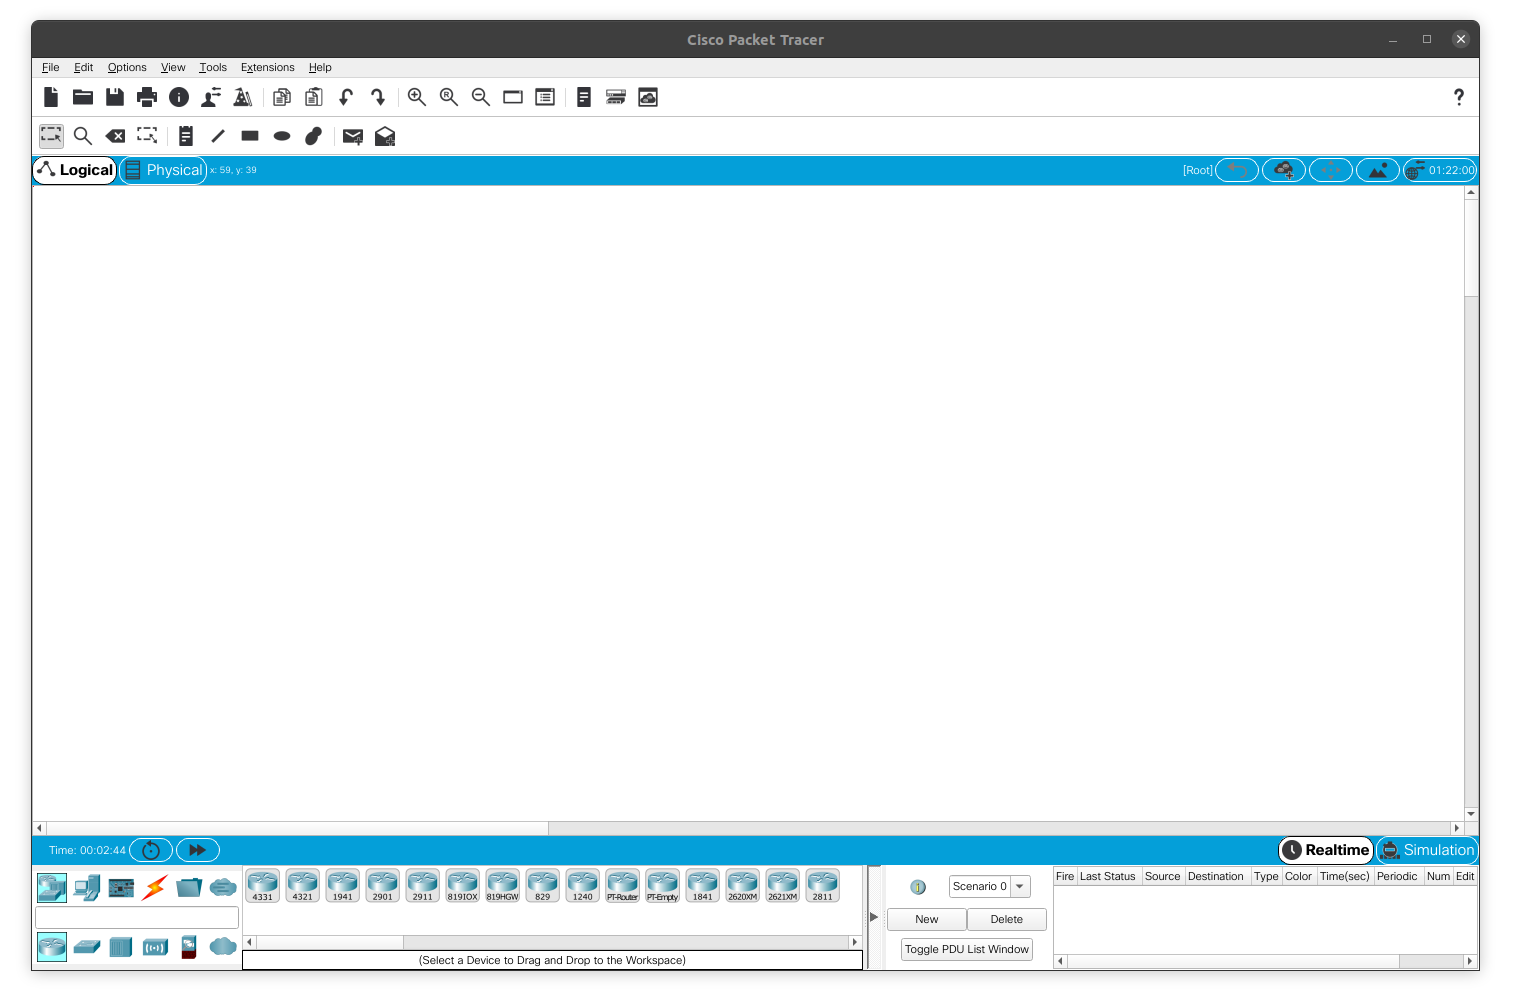 Cisco Packet Tracer
File Edit Options View Tools Extensions Help
R
?
Logical Physical x: 59, y: 39 [Root] 01:22:00
Time: 00:02:44 Realtime Simulation
4331 4321 1941 2901 2911 819IOX 819HGW 829 1240 PT-Router PT-Empty 1841 2620XM 2621XM 2811
Scenario 0
New Delete
Toggle PDU List Window
Fire Last Status Source Destination Type Color Time(sec) Periodic Num Edit
(Select a Device to Drag and Drop to the Workspace)